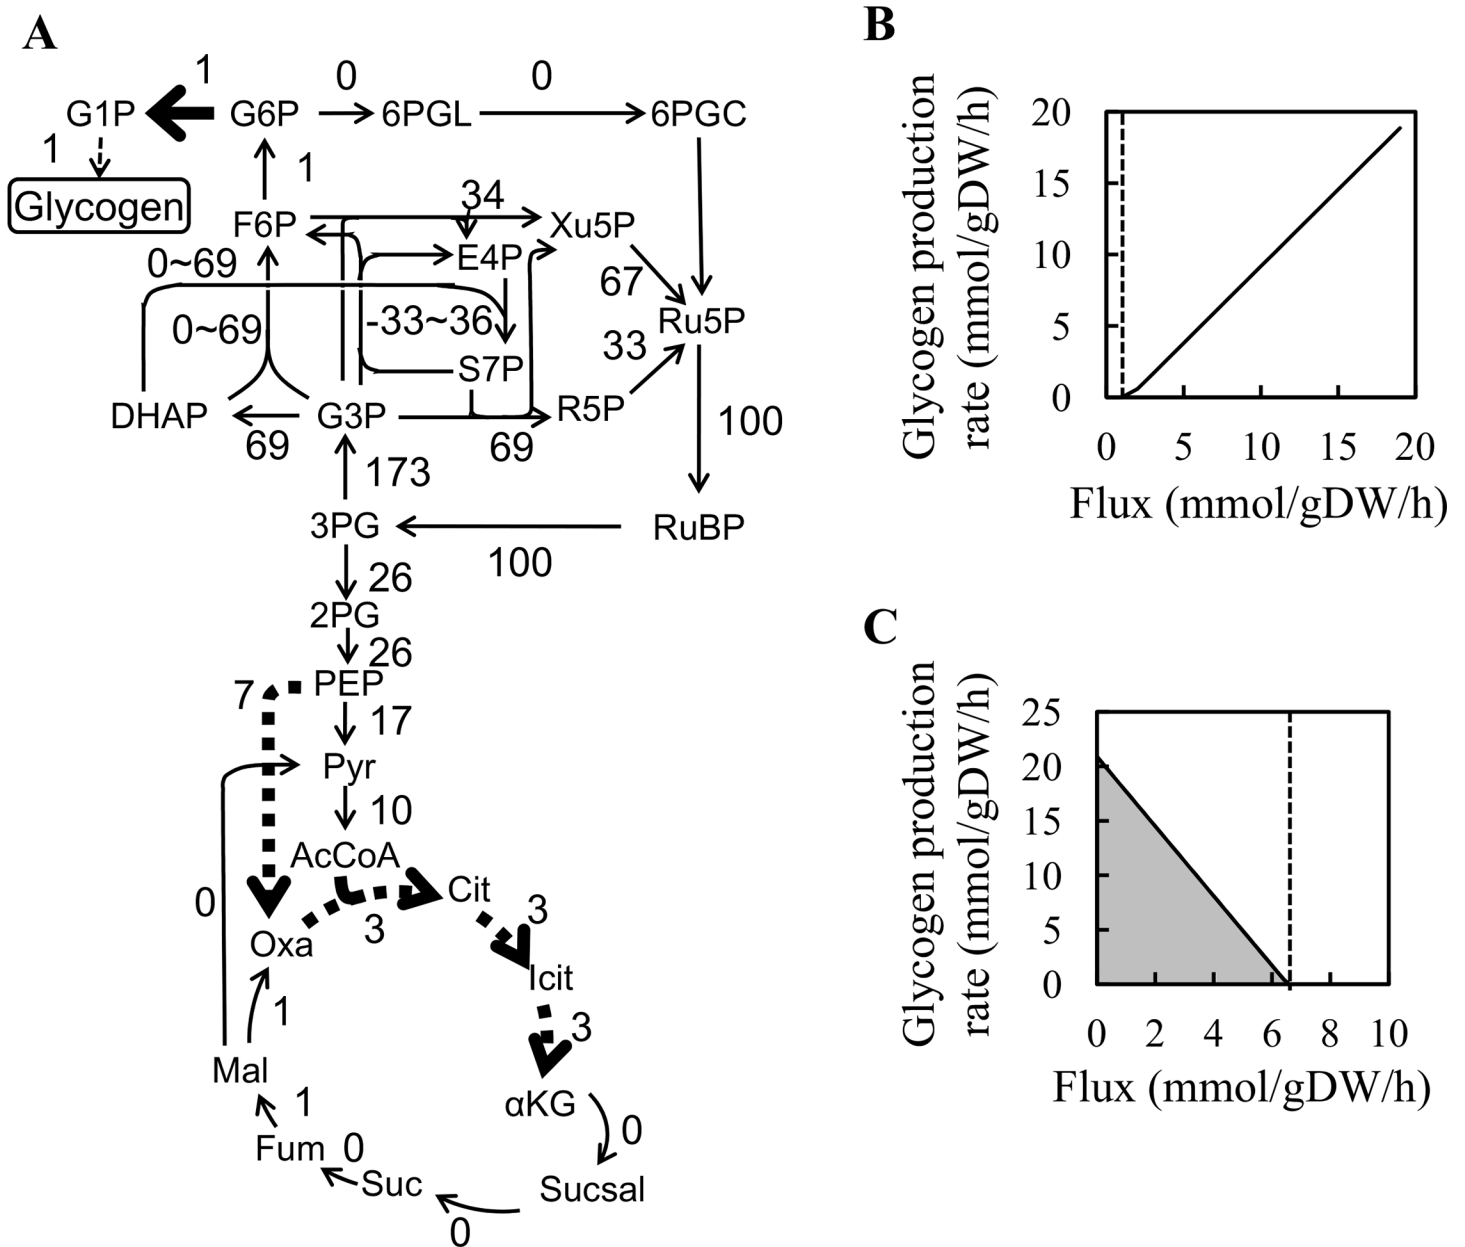 A
1
0
0
G1P
G6P
6PGL
6PGC
1
1
Glycogen
34
F6P
Xu5P
E4P
0~69
67
0~69
-33~36
Ru5P
33
S7P
DHAP
G3P
R5P
69
69
100
173
3PG
RuBP
100
26
2PG
26
PEP
7
17
Pyr
10
AcCoA
Cit
0
3
3
Oxa
Icit
1
3
Mal
αKG
1
0
Fum
0
Suc
Sucsal
0
B
Glycogen production
rate (mmol/gDW/h)
20
15
10
5
0
0 5 10 15 20
Flux (mmol/gDW/h)
C
Glycogen production
rate (mmol/gDW/h)
25
20
15
10
5
0
0 2 4 6 8 10
Flux (mmol/gDW/h)